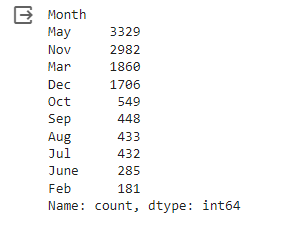 Month
May     3329
Nov     2982
Mar     1860
Dec     1706
Oct      549
Sep      448
Aug      433
Jul      432
June     285
Feb      181
Name: count, dtype: int64